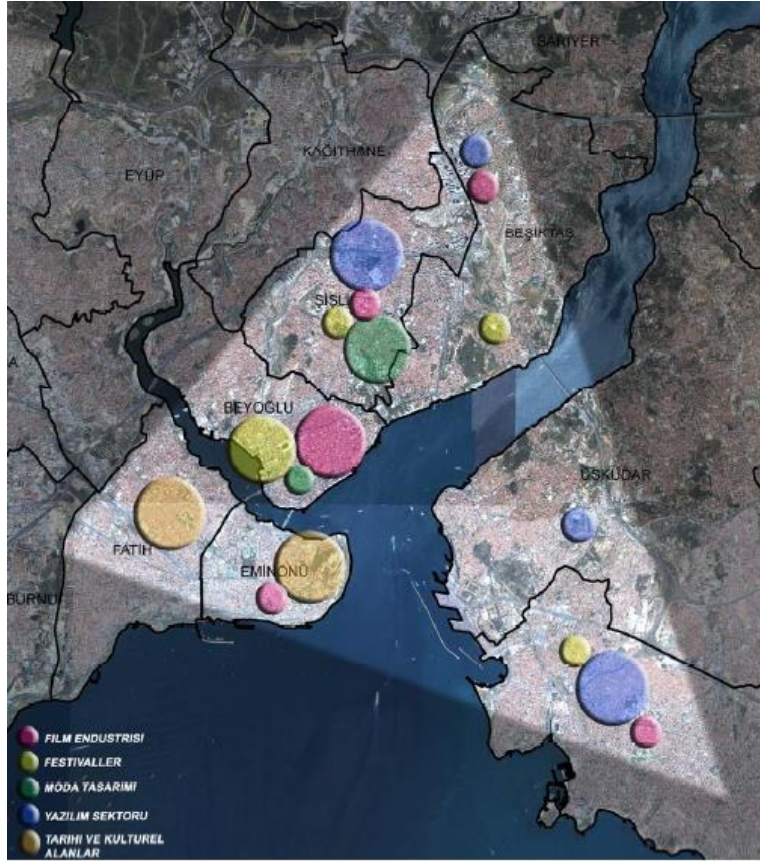 SARIYER
KAĞITHANE
EYÜP
BEŞİKTAŞ
ŞİŞLİ
A
BEYOĞLU
ÜSKÜDAR
FATİH
EMİNÖNÜ
BURNU
FILM ENDUSTRISI
FESTIVALLER
MODA TASARIMI
YAZILIM SEKTORU
TARIHI VE KULTUREL
ALANLAR